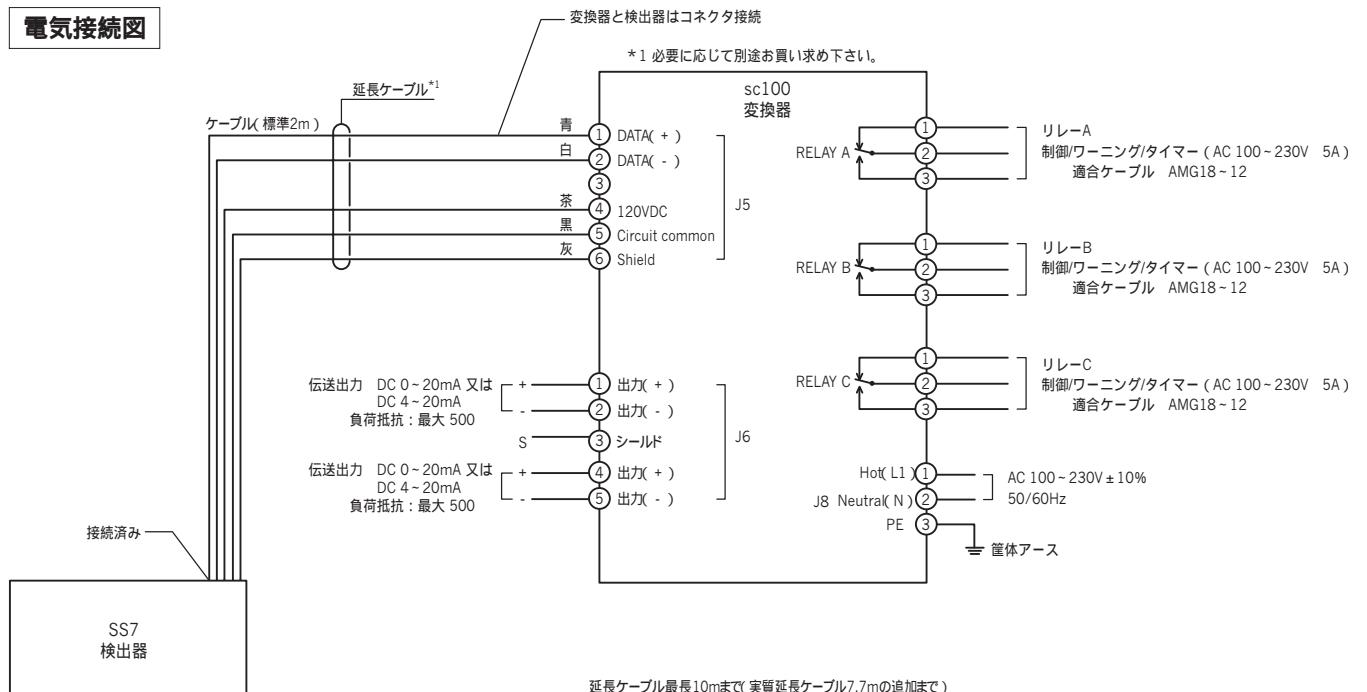 電気接続図
変換器と検出器はコネクタ接続
*1 必要に応じて別途お買い求め下さい。
延長ケーブル*1
ケーブル(標準2m)
sc100
変換器
青 1 DATA(+)
白 2 DATA(-)
3
茶 4 120VDC
黒 5 Circuit common
灰 6 Shield
J5
RELAY A
1
2
3
リレーA
制御/ワーニング/タイマー(AC 100~230V 5A)
適合ケーブル AMG18~12
RELAY B
1
2
3
リレーB
制御/ワーニング/タイマー(AC 100~230V 5A)
適合ケーブル AMG18~12
RELAY C
1
2
3
リレーC
制御/ワーニング/タイマー(AC 100~230V 5A)
適合ケーブル AMG18~12
伝送出力 DC 0~20mA 又は
DC 4~20mA
負荷抵抗:最大 500
+ 1 出力(+)
- 2 出力(-)
S 3 シールド
伝送出力 DC 0~20mA 又は
DC 4~20mA
負荷抵抗:最大 500
+ 4 出力(+)
- 5 出力(-)
J6
Hot(L1) 1
J8 Neutral(N) 2
PE 3
AC 100~230V±10%
50/60Hz
筐体アース
接続済み
SS7
検出器
延長ケーブル最長10mまで(実質延長ケーブル7.7mの追加まで)